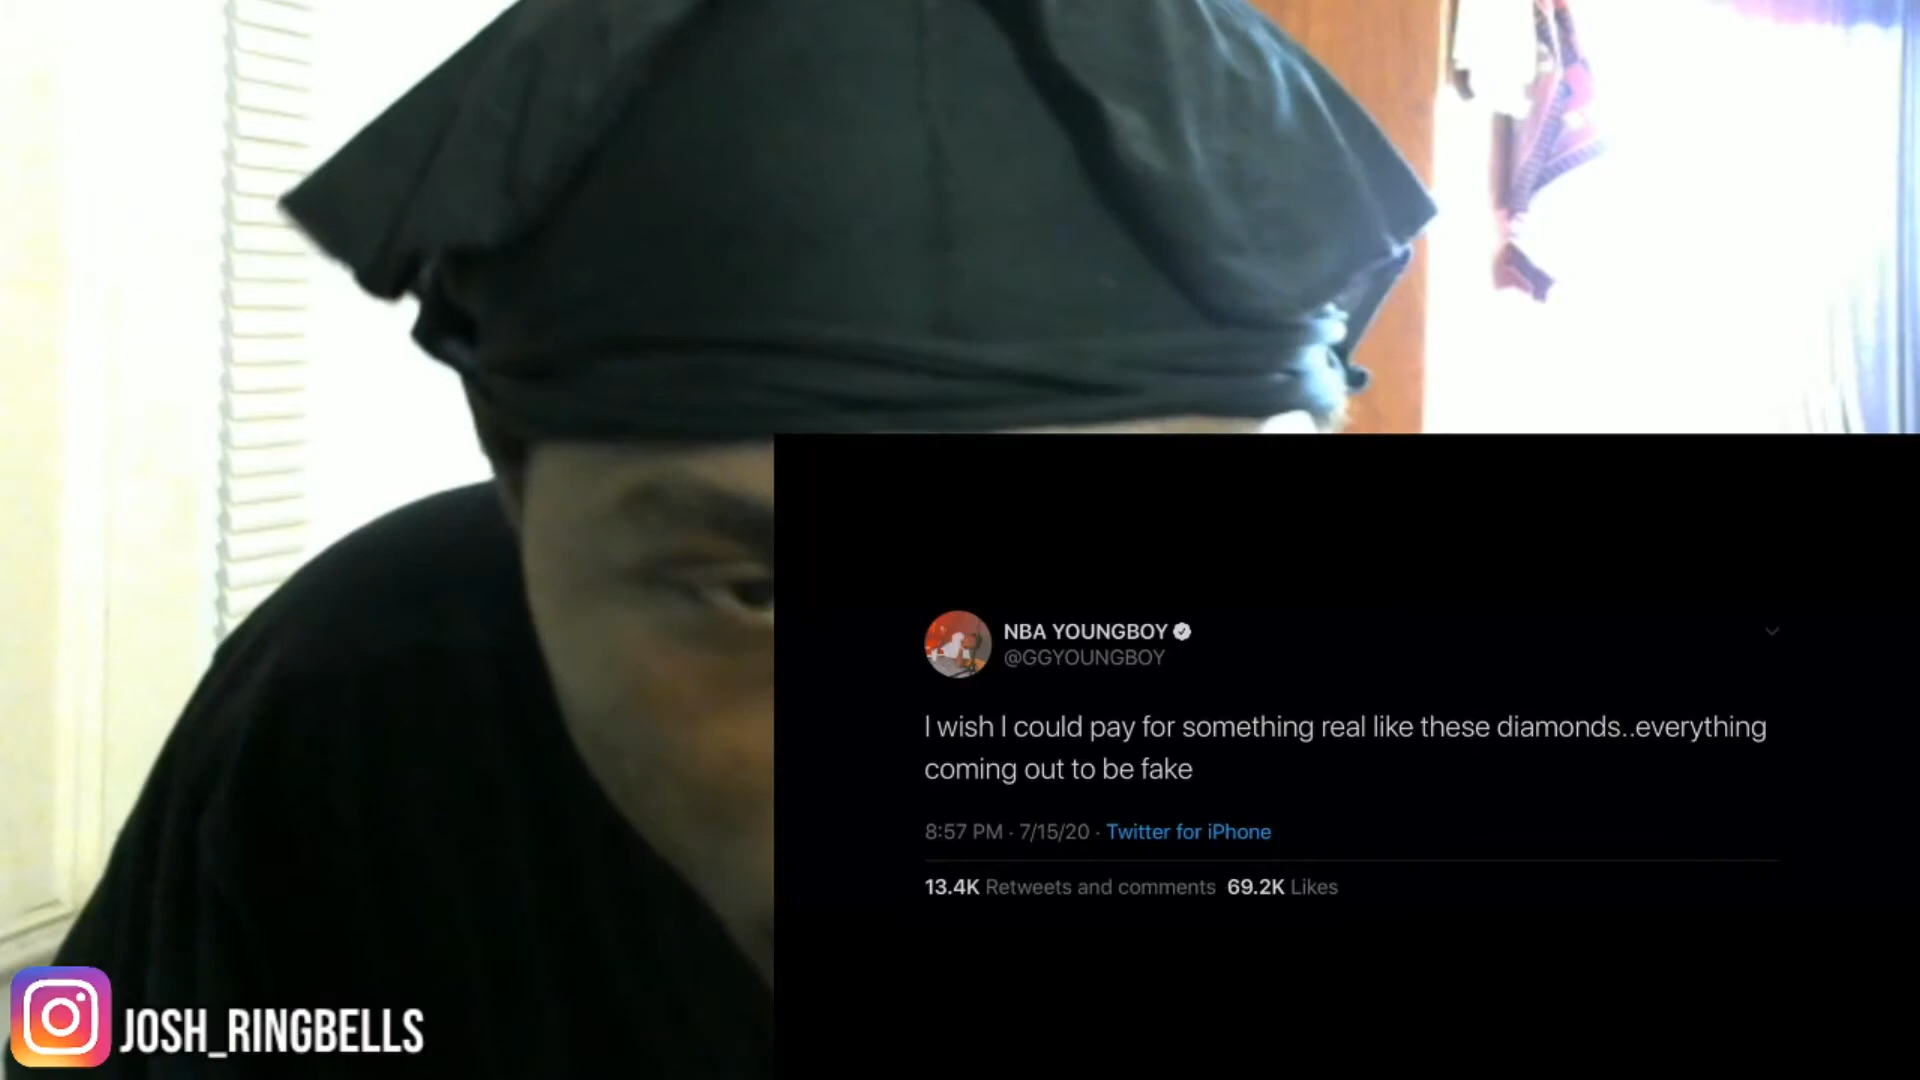 NBA YOUNGBOY
@GGYOUNGBOY
I wish I could pay for something real like these diamonds..everything
coming out to be fake
8:57 PM · 7/15/20 · Twitter for iPhone
13.4K Retweets and comments 69.2K Likes
JOSH_RINGBELLS